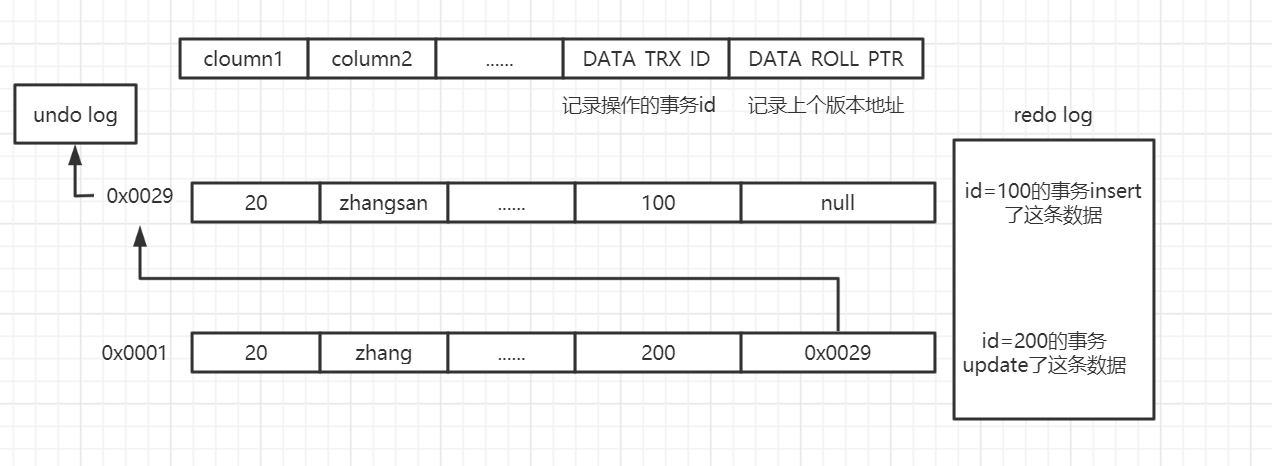 cloumn1 column2 ...... DATA TRX ID DATA ROLL PTR
记录操作的事务id 记录上个版本地址
undo log
redo log
0x0029 20 zhangsan ...... 100 null
id=100的事务insert
了这条数据
0x0001 20 zhang ...... 200 0x0029
id=200的事务
update了这条数据